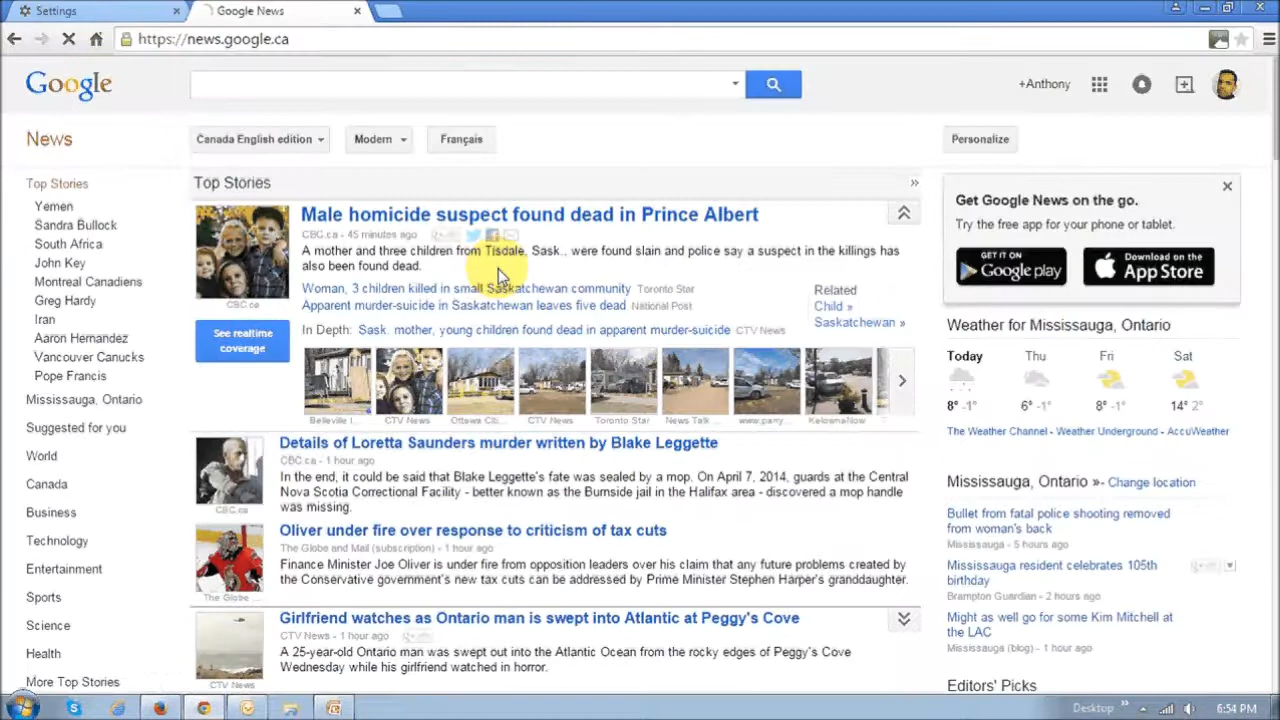 Settings
Google News
https://news.google.ca
Google
+Anthony
News
Canada English edition
Modern
Français
Personalize
Top Stories
Yemen
Sandra Bullock
South Africa
John Key
Montreal Canadiens
Greg Hardy
Iran
Aaron Hernandez
Vancouver Canucks
Pope Francis
Mississauga, Ontario
Suggested for you
World
Canada
Business
Technology
Entertainment
Sports
Science
Health
More Top Stories
Top Stories
»
CBC.ca
See realtime
coverage
Male homicide suspect found dead in Prince Albert
CBC.ca - 45 minutes ago
A mother and three children from Tisdale, Sask., were found slain and police say a suspect in the killings has
also been found dead.
Woman, 3 children killed in small Saskatchewan community Toronto Star
Apparent murder-suicide in Saskatchewan leaves five dead National Post
In Depth: Sask. mother, young children found dead in apparent murder-suicide CTV News
Related
Child »
Saskatchewan »
Belleville I...
CTV News
Ottawa Citi...
CTV News
Toronto Star
News Talk ...
www.parry...
KelownaNow
Details of Loretta Saunders murder written by Blake Leggette
CBC.ca - 1 hour ago
In the end, it could be said that Blake Leggette's fate was sealed by a mop. On April 7, 2014, guards at the Central
Nova Scotia Correctional Facility - better known as the Burnside jail in the Halifax area - discovered a mop handle
was missing.
CBC.ca
Oliver under fire over response to criticism of tax cuts
The Globe and Mail (subscription) - 1 hour ago
Finance Minister Joe Oliver is under fire from opposition leaders over his claim that any future problems created by
the Conservative government's new tax cuts can be addressed by Prime Minister Stephen Harper's granddaughter.
The Globe ...
Girlfriend watches as Ontario man is swept into Atlantic at Peggy's Cove
CTV News - 1 hour ago
A 25-year-old Ontario man was swept out into the Atlantic Ocean from the rocky edges of Peggy's Cove
Wednesday while his girlfriend watched in horror.
CTV News
Get Google News on the go.
Try the free app for your phone or tablet.
GET IT ON
Google play
Download on the
App Store
Weather for Mississauga, Ontario
Today Thu Fri Sat
8° -1° 6° -1° 8° -1° 14° 2°
The Weather Channel - Weather Underground - AccuWeather
Mississauga, Ontario » - Change location
Bullet from fatal police shooting removed
from woman's back
Mississauga - 5 hours ago
Mississauga resident celebrates 105th
birthday
Brampton Guardian - 2 hours ago
Might as well go for some Kim Mitchell at
the LAC
Mississauga (blog) - 1 hour ago
Editors' Picks
Desktop
6:54 PM